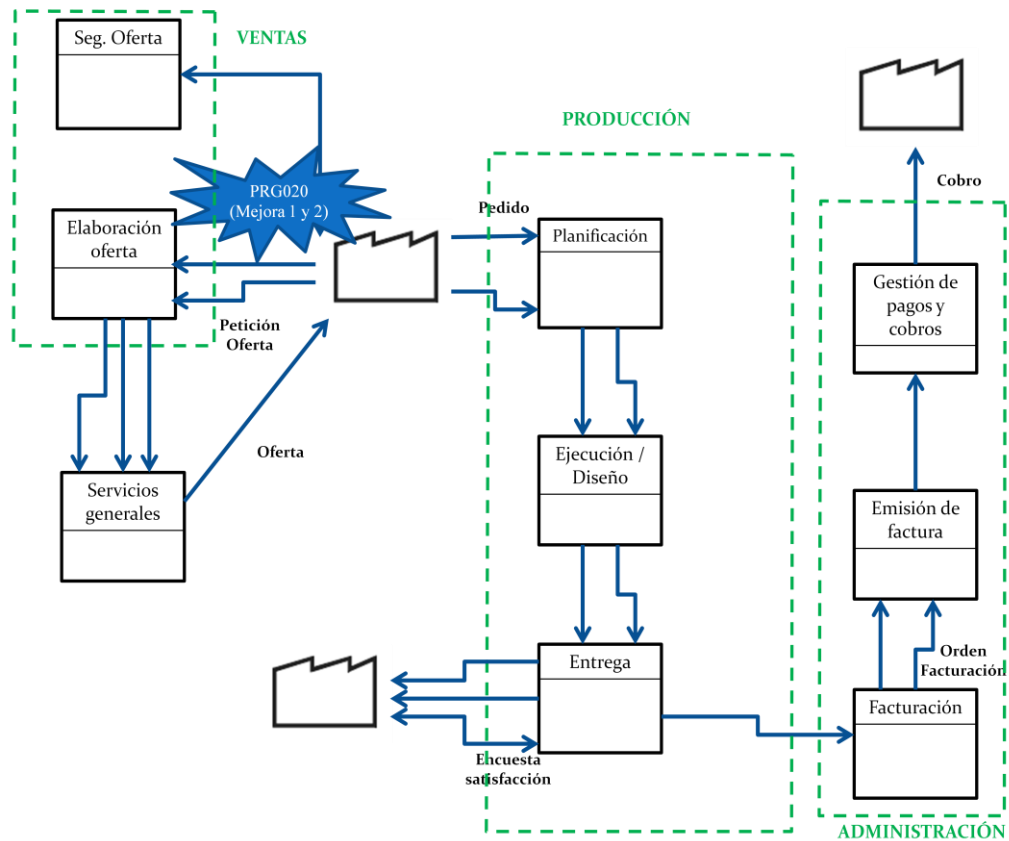 Seg. Oferta
VENTAS
PRG020
(Mejora 1 y 2)
Elaboración
oferta
Petición
Oferta
Oferta
Servicios
generales
PRODUCCIÓN
Pedido
Planificación
Ejecución /
Diseño
Entrega
Encuesta
satisfacción
Cobro
Gestión de
pagos y
cobros
Emisión de
factura
Orden
Facturación
Facturación
ADMINISTRACIÓN